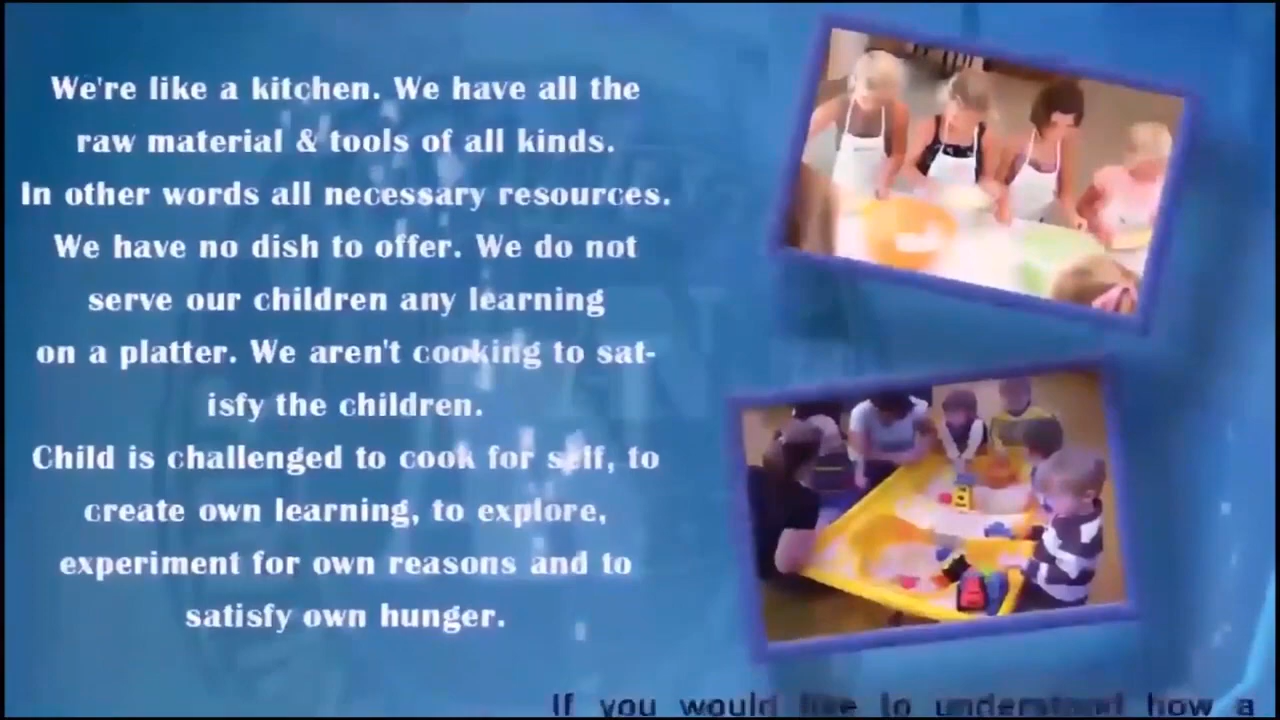 We're like a kitchen. We have all the
raw material & tools of all kinds.
In other words all necessary resources.
We have no dish to offer. We do not
serve our children any learning
on a platter. We aren't cooking to sat-
isfy the children.
Child is challenged to cook for self, to
create own learning, to explore,
experiment for own reasons and to
satisfy own hunger.
If you would like to understand how a